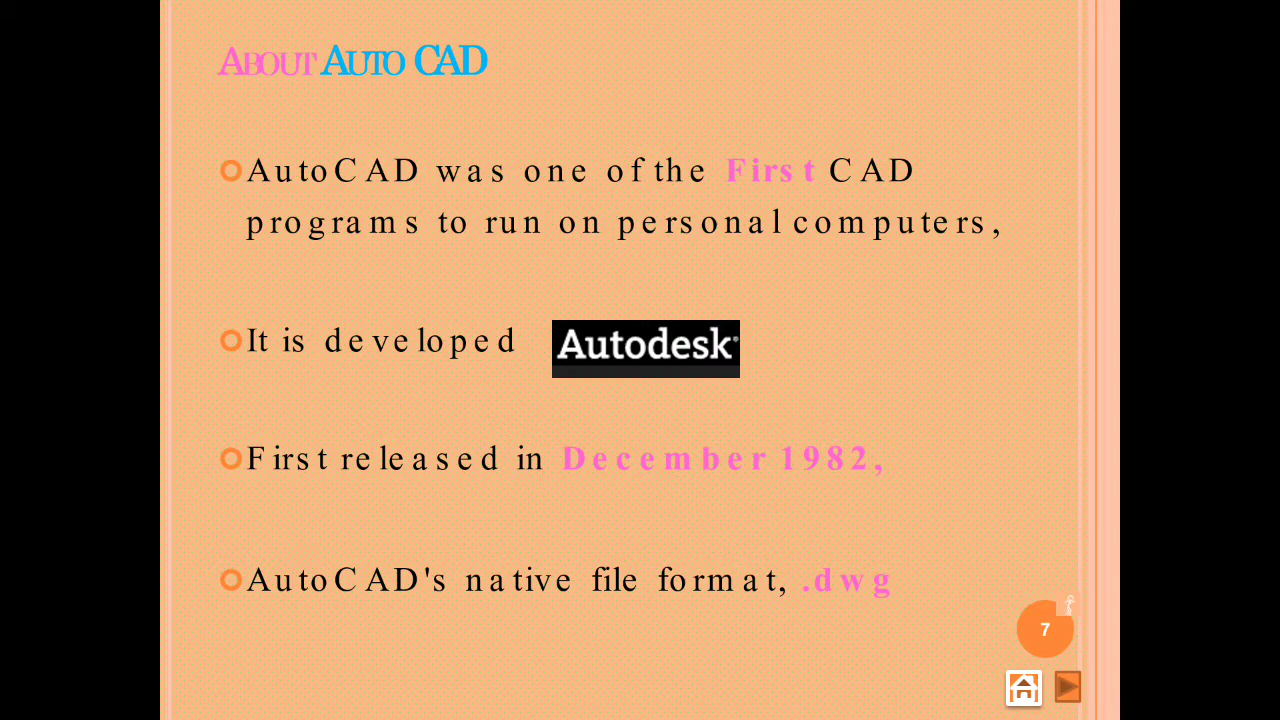 ABOUT AUTO CAD
AutoCAD was one of the First CAD
programs to run on personal computers,
It is developed Autodesk®
First released in December 1982,
AutoCAD's native file format, .dwg
7